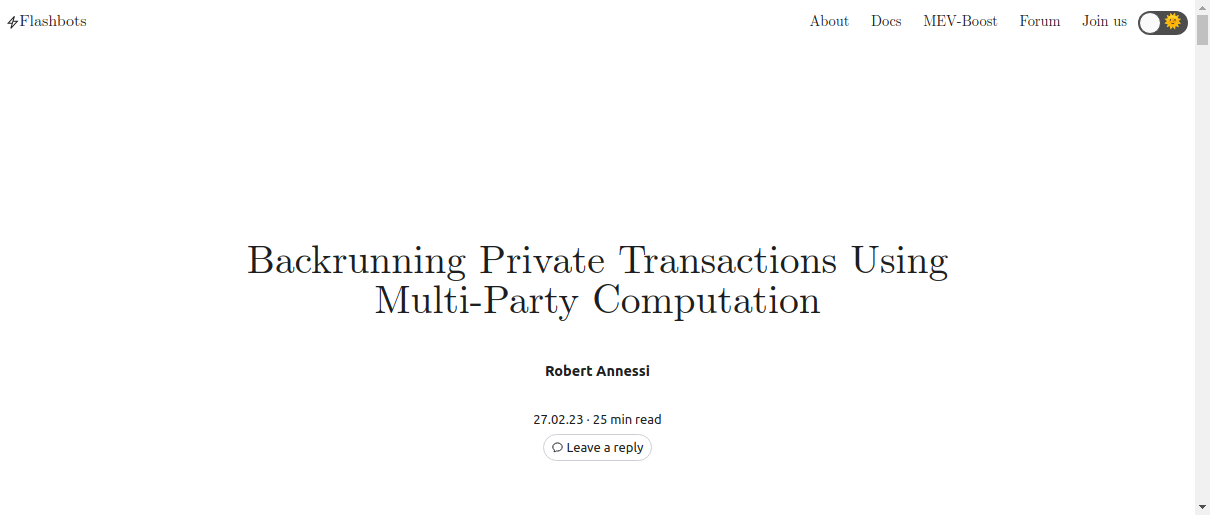 Flashbots
About Docs MEV-Boost Forum Join us
Backrunning Private Transactions Using
Multi-Party Computation
Robert Annessi
27.02.23 · 25 min read
Leave a reply